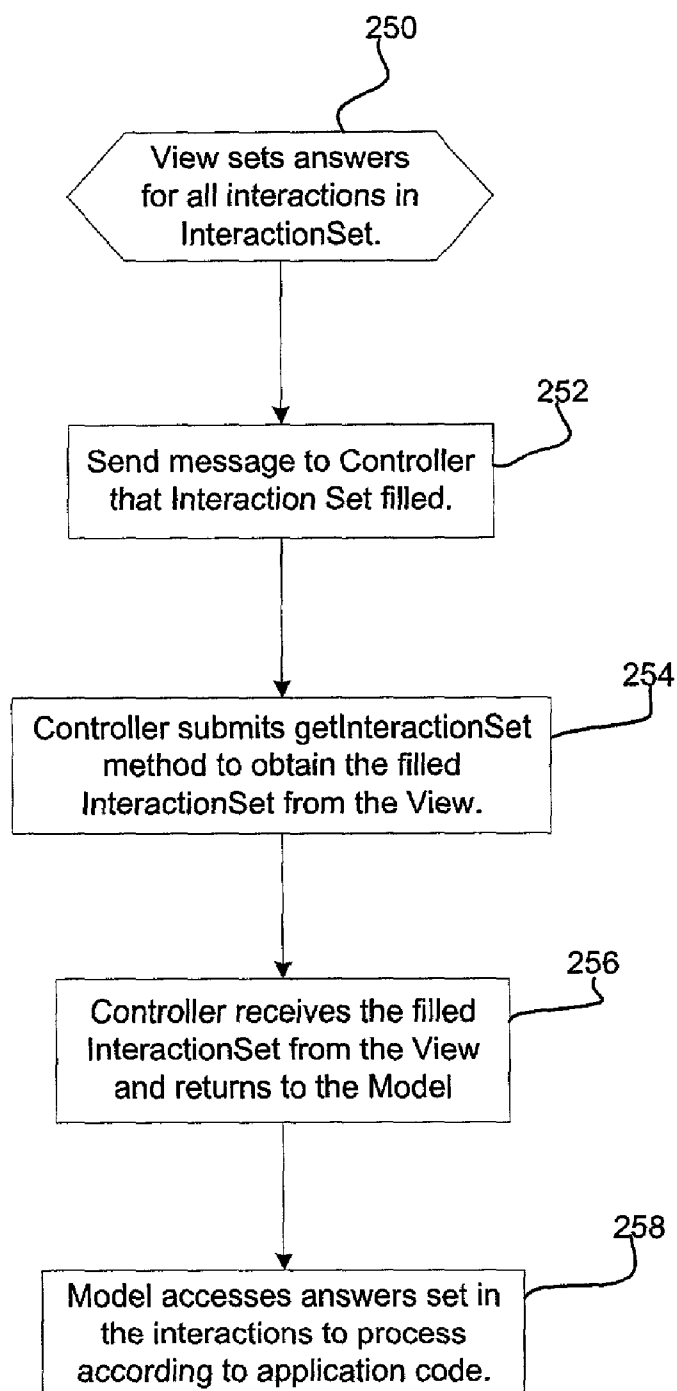 250
View sets answers
for all interactions in
InteractionSet.
252
Send message to Controller
that Interaction Set filled.
254
Controller submits getInteractionSet
method to obtain the filled
InteractionSet from the View.
256
Controller receives the filled
InteractionSet from the View
and returns to the Model
258
Model accesses answers set in
the interactions to process
according to application code.